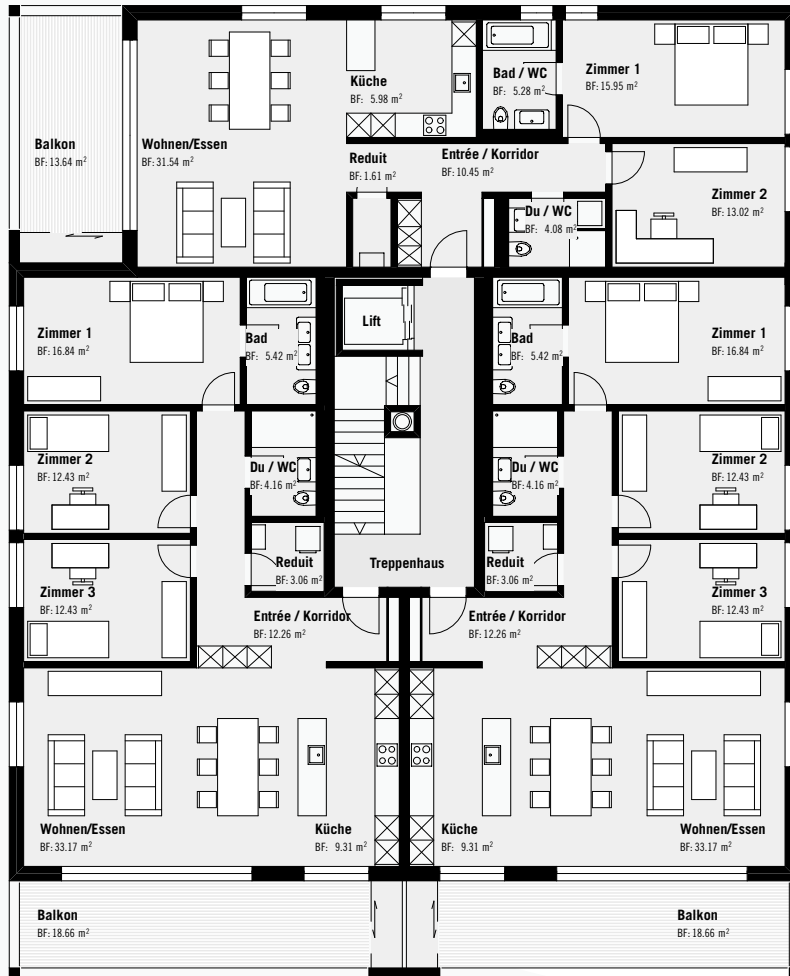 Küche
BF: 5.98 m²
Bad / WC
BF: 5.28 m²
Zimmer 1
BF: 15.95 m²
Balkon
BF: 13.64 m²
Wohnen/Essen
BF: 31.54 m²
Reduit
BF: 1.61 m²
Entrée / Korridor
BF: 10.45 m²
Zimmer 2
BF: 13.02 m²
Du / WC
BF: 4.08 m²
Zimmer 1
BF: 16.84 m²
Bad
BF: 5.42 m²
Lift
Bad
BF: 5.42 m²
Zimmer 1
BF: 16.84 m²
Zimmer 2
BF: 12.43 m²
Du / WC
BF: 4.16 m²
Du / WC
BF: 4.16 m²
Zimmer 2
BF: 12.43 m²
Zimmer 3
BF: 12.43 m²
Reduit
BF: 3.06 m²
Treppenhaus
Reduit
BF: 3.06 m²
Zimmer 3
BF: 12.43 m²
Entrée / Korridor
BF: 12.26 m²
Entrée / Korridor
BF: 12.26 m²
Wohnen/Essen
BF: 33.17 m²
Küche
BF: 9.31 m²
Küche
BF: 9.31 m²
Wohnen/Essen
BF: 33.17 m²
Balkon
BF: 18.66 m²
Balkon
BF: 18.66 m²